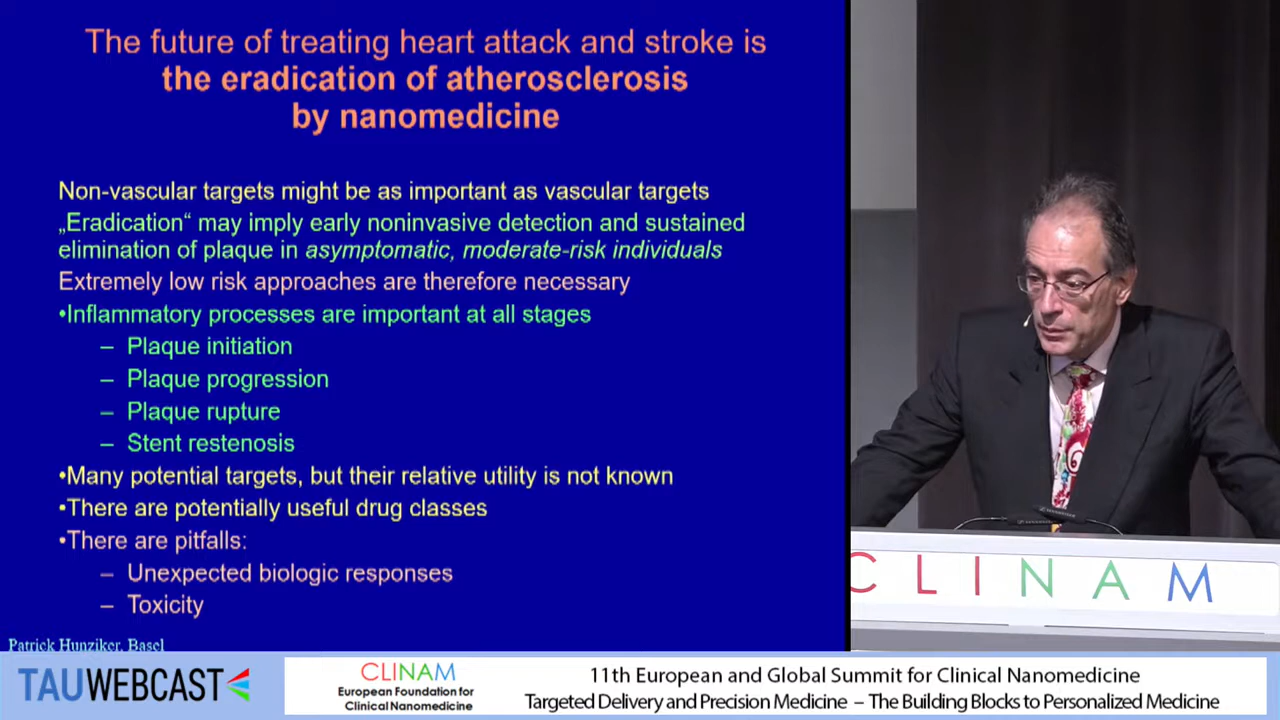 The future of treating heart attack and stroke is
the eradication of atherosclerosis
by nanomedicine
Non-vascular targets might be as important as vascular targets
„Eradication“ may imply early noninvasive detection and sustained
elimination of plaque in asymptomatic, moderate-risk individuals
Extremely low risk approaches are therefore necessary
•Inflammatory processes are important at all stages
– Plaque initiation
– Plaque progression
– Plaque rupture
– Stent restenosis
•Many potential targets, but their relative utility is not known
•There are potentially useful drug classes
•There are pitfalls:
– Unexpected biologic responses
– Toxicity
Patrick Hunziker, Basel
CLINAM
TAUWEBCAST
CLINAM
European Foundation for
Clinical Nanomedicine
11th European and Global Summit for Clinical Nanomedicine
Targeted Delivery and Precision Medicine – The Building Blocks to Personalized Medicine